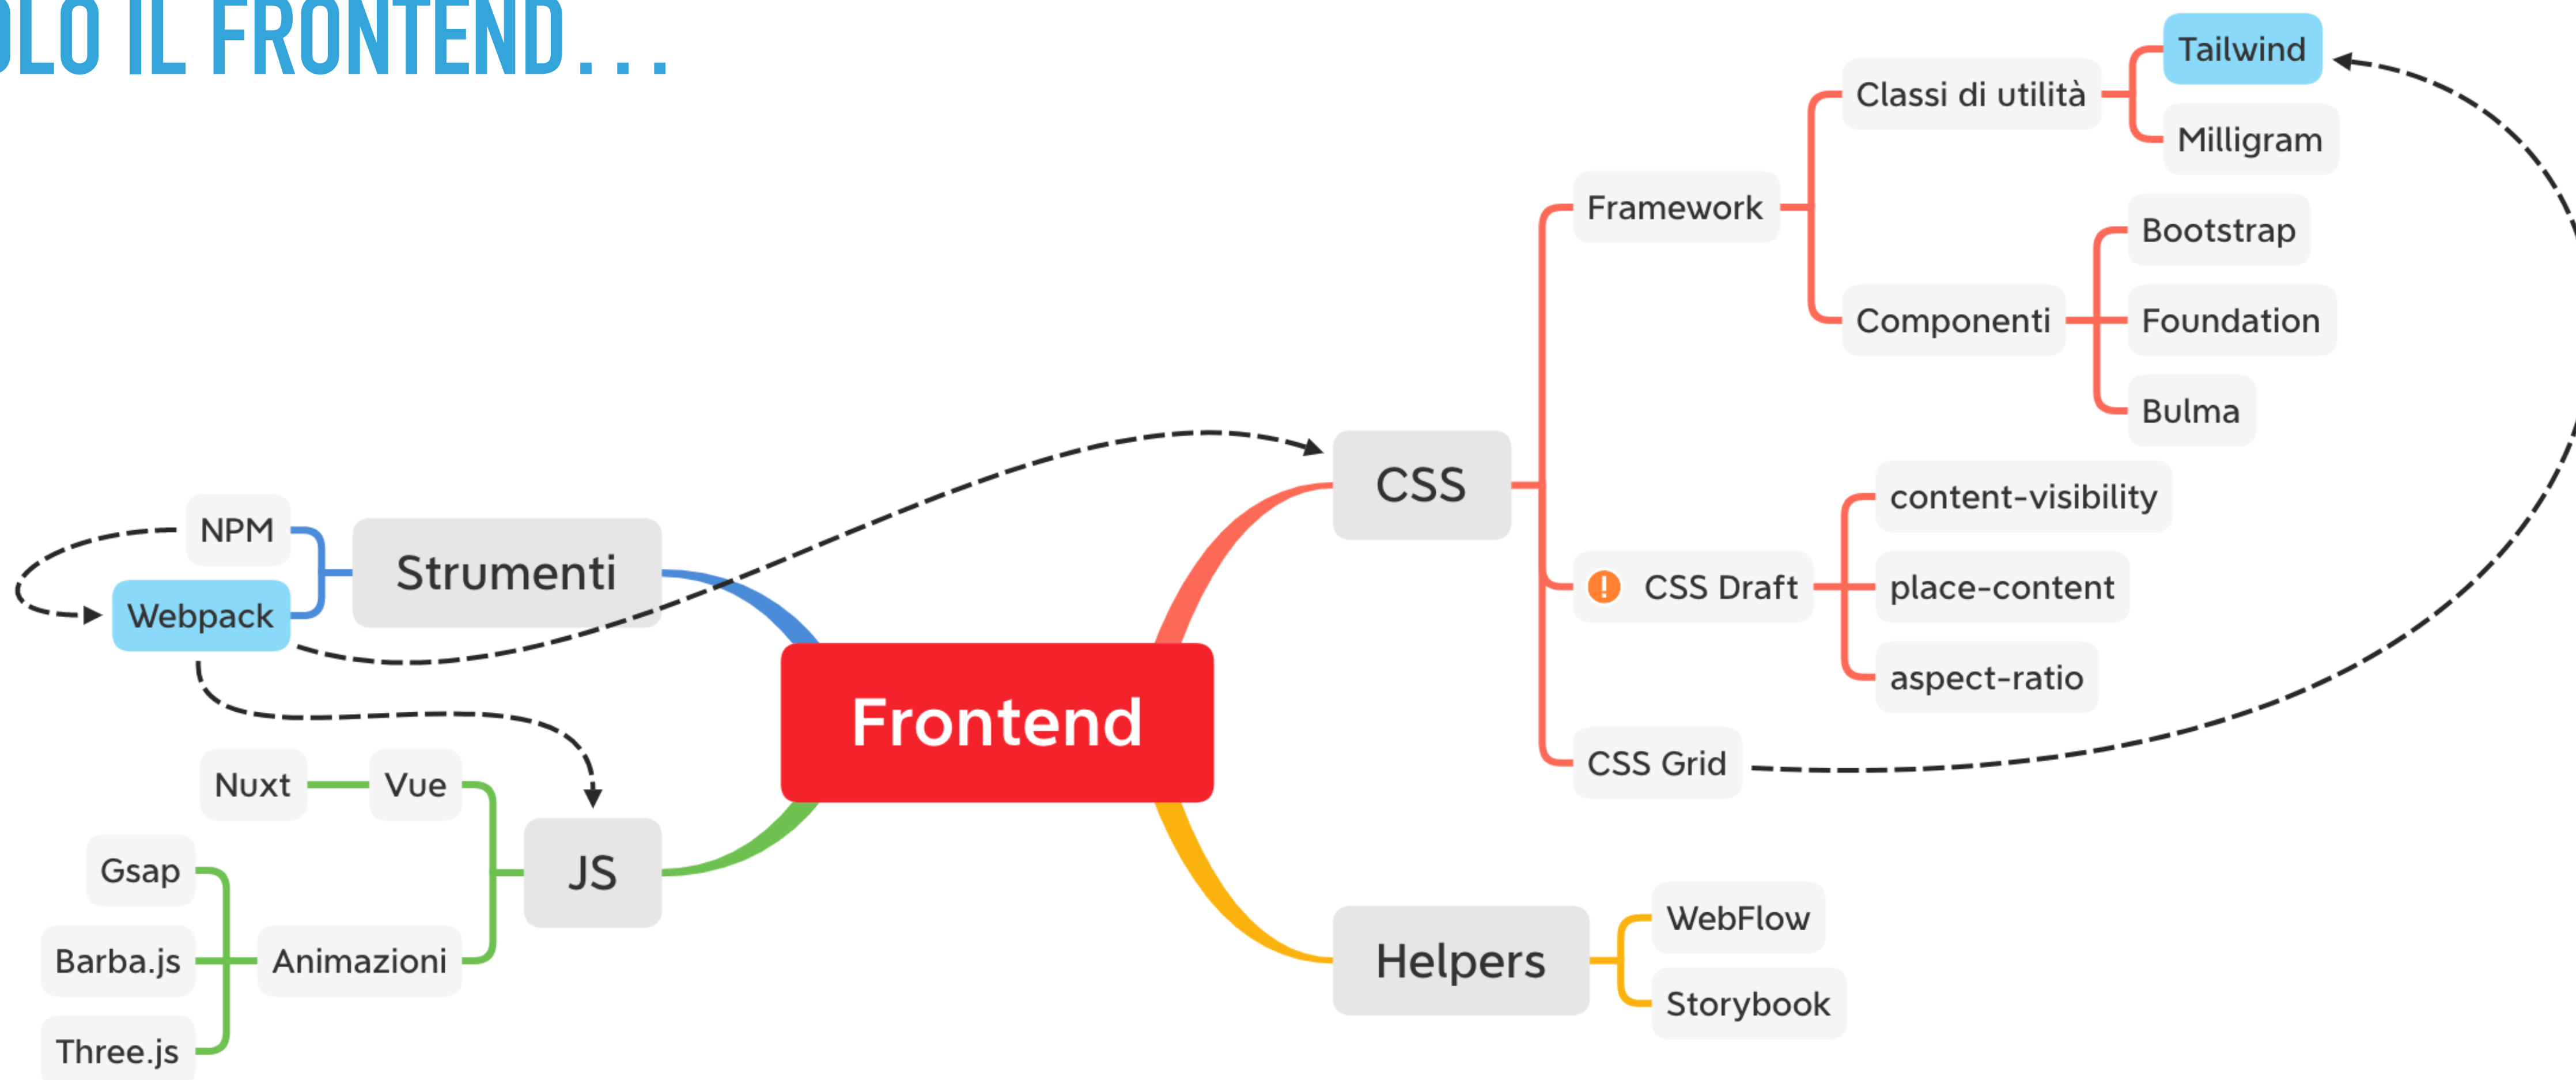 OLO IL FRONTEND...
Frontend
Strumenti
NPM
Webpack
JS
Vue
Nuxt
Animazioni
Gsap
Barba.js
Three.js
CSS
Framework
Classi di utilità
Tailwind
Milligram
Componenti
Bootstrap
Foundation
Bulma
! CSS Draft
content-visibility
place-content
aspect-ratio
CSS Grid
Helpers
WebFlow
Storybook